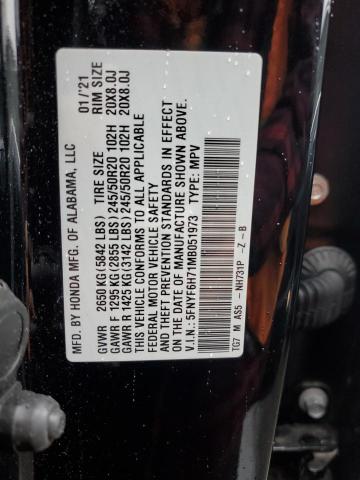 MFD. BY HONDA MFG. OF ALABAMA, LLC 01/'21
TIRE SIZE RIM SIZE
GVWR 2650 KG (5842 LBS)
GAWR F 1295 KG (2855 LBS) 245/50R20 102H 20X8.0J
GAWR R 1425 KG (3142 LBS) 245/50R20 102H 20X8.0J
THIS VEHICLE CONFORMS TO ALL APPLICABLE
FEDERAL MOTOR VEHICLE SAFETY
AND THEFT PREVENTION STANDARDS IN EFFECT
ON THE DATE OF MANUFACTURE SHOWN ABOVE.
V.I.N.: 5FNYF6H71MB051973 TYPE: MPV
TG7 M AS5 - NH731P -Z -B